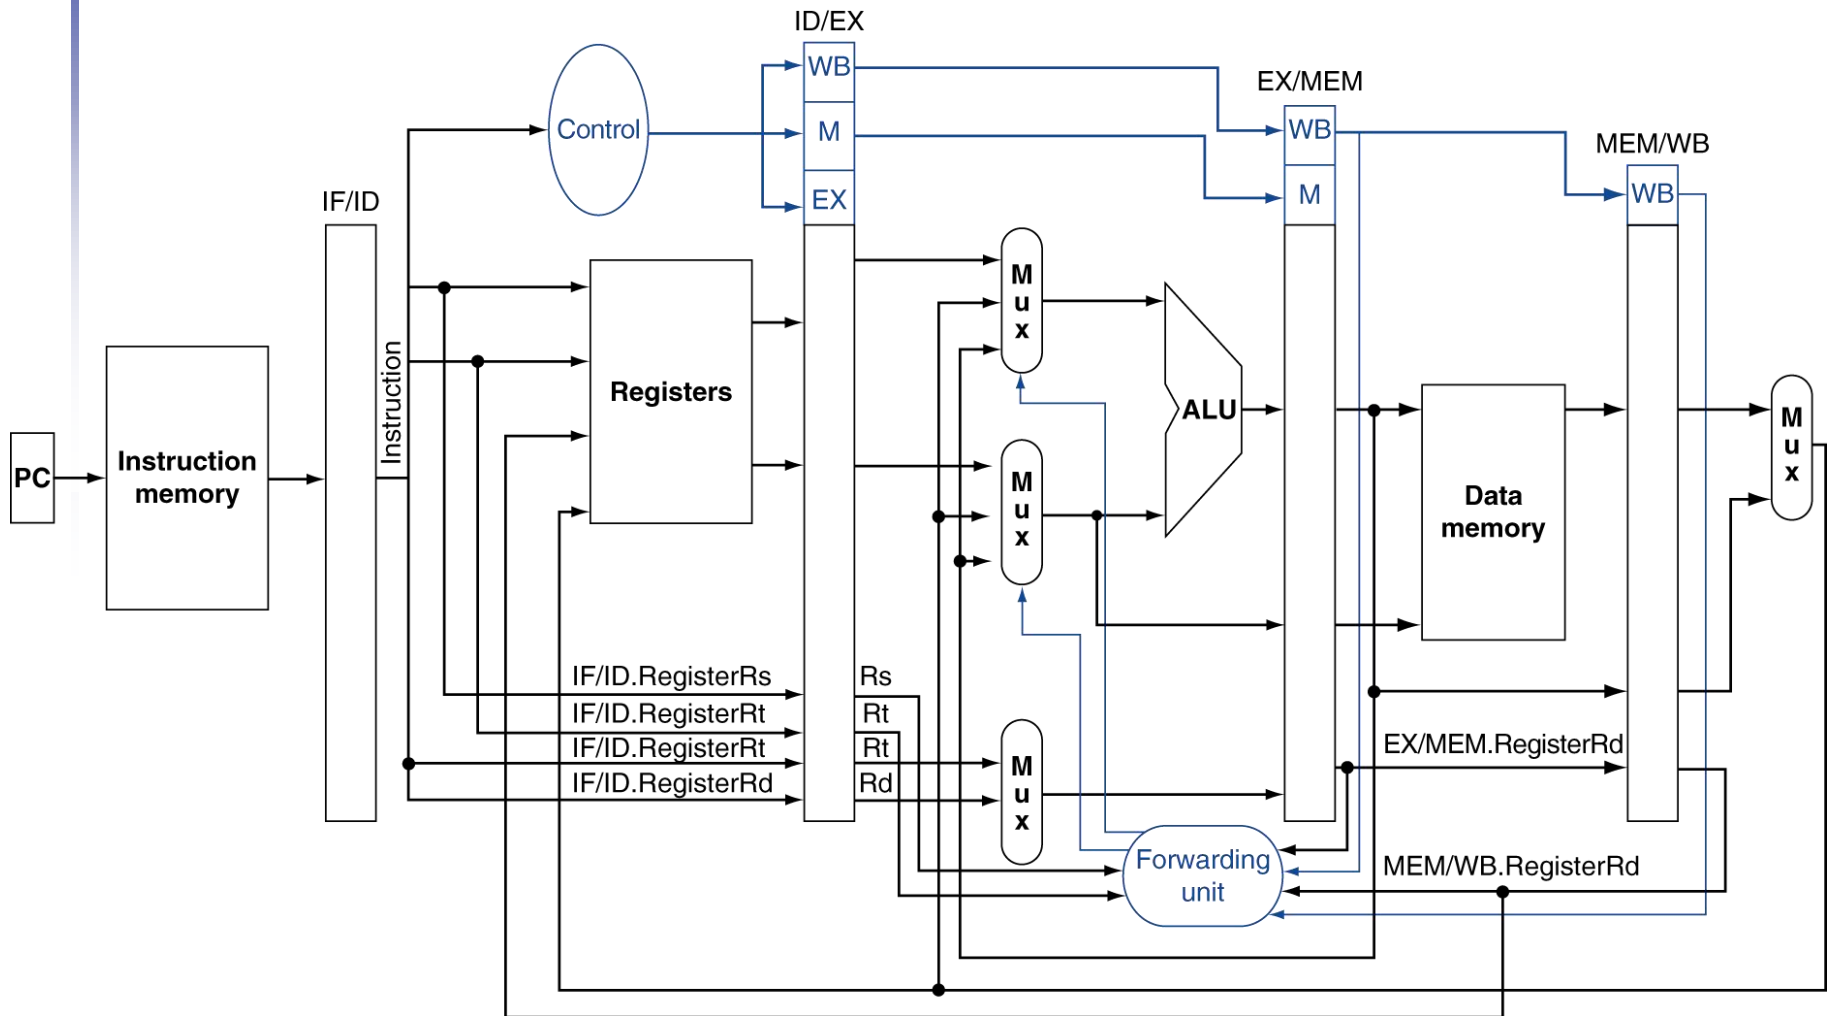 ID/EX
WB
M
EX
Control
EX/MEM
WB
M
MEM/WB
WB
IF/ID
Instruction
PC
Instruction
memory
Registers
M
u
x
M
u
x
ALU
Data
memory
M
u
x
IF/ID.RegisterRs
IF/ID.RegisterRt
IF/ID.RegisterRt
IF/ID.RegisterRd
Rs
Rt
Rt
Rd
M
u
x
EX/MEM.RegisterRd
Forwarding
unit
MEM/WB.RegisterRd